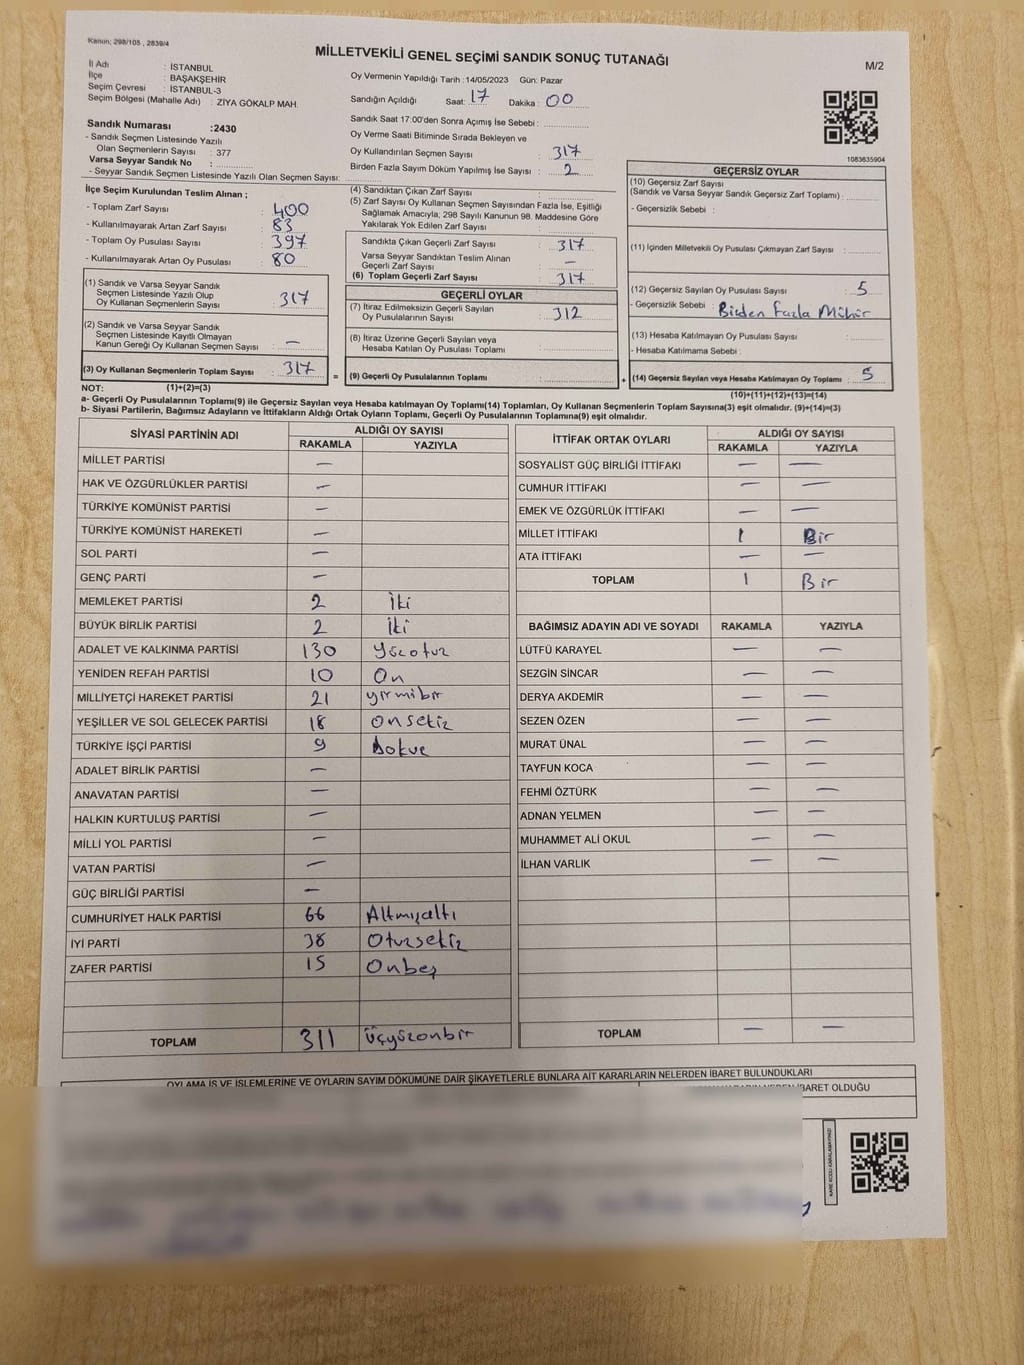 Kanun; 298/105 , 2839/4
MİLLETVEKİLİ GENEL SEÇİMİ SANDIK SONUÇ TUTANAĞI
M/2
İl Adı : İSTANBUL
İlçe : BAŞAKŞEHİR
Seçim Çevresi : İSTANBUL-3
Seçim Bölgesi (Mahalle Adı) : ZİYA GÖKALP MAH.
Sandık Numarası :2430
- Sandık Seçmen Listesinde Yazılı
Olan Seçmenlerin Sayısı : 377
Varsa Seyyar Sandık No :
- Seyyar Sandık Seçmen Listesinde Yazılı Olan Seçmen Sayısı:
Oy Vermenin Yapıldığı Tarih :14/05/2023 Gün: Pazar
Sandığın Açıldığı Saat: 17 Dakika : 00
Sandık Saat 17:00'den Sonra Açımış İse Sebebi :
Oy Verme Saati Bitiminde Sırada Bekleyen ve
Oy Kullandırılan Seçmen Sayısı : 317
Birden Fazla Sayım Döküm Yapılmış İse Sayısı : 2
1083635904
İlçe Seçim Kurulundan Teslim Alınan ;
- Toplam Zarf Sayısı : 400
- Kullanılmayarak Artan Zarf Sayısı : 83
- Toplam Oy Pusulası Sayısı : 397
- Kullanılmayarak Artan Oy Pusulası : 80
(1) Sandık ve Varsa Seyyar Sandık
Seçmen Listesinde Yazılı Olup
Oy Kullanan Seçmenlerin Sayısı : 317
(2) Sandık ve Varsa Seyyar Sandık
Seçmen Listesinde Kayıtlı Olmayan
Kanun Gereği Oy Kullanan Seçmen Sayısı : —
(3) Oy Kullanan Seçmenlerin Toplam Sayısı : 317
(4) Sandıktan Çıkan Zarf Sayısı
(5) Zarf Sayısı Oy Kullanan Seçmen Sayısından Fazla İse, Eşitliği
Sağlamak Amacıyla; 298 Sayılı Kanunun 98. Maddesine Göre
Yakılarak Yok Edilen Zarf Sayısı :
Sandıkta Çıkan Geçerli Zarf Sayısı : 317
Varsa Seyyar Sandıktan Teslim Alınan
Geçerli Zarf Sayısı : —
(6) Toplam Geçerli Zarf Sayısı : 317
GEÇERLİ OYLAR
(7) İtiraz Edilmeksizin Geçerli Sayılan
Oy Pusulalarının Sayısı : 312
(8) İtiraz Üzerine Geçerli Sayılan veya
Hesaba Katılan Oy Pusulası Toplamı :
= (9) Geçerli Oy Pusulalarının Toplamı :
GEÇERSİZ OYLAR
(10) Geçersiz Zarf Sayısı
(Sandık ve Varsa Seyyar Sandık Geçersiz Zarf Toplamı) :
- Geçersizlik Sebebi :
(11) İçinden Milletvekili Oy Pusulası Çıkmayan Zarf Sayısı :
(12) Geçersiz Sayılan Oy Pusulası Sayısı : 5
- Geçersizlik Sebebi : Birden Fazla Mühür
(13) Hesaba Katılmayan Oy Pusulası Sayısı :
- Hesaba Katılmama Sebebi :
+ (14) Geçersiz Sayılan veya Hesaba Katılmayan Oy Toplamı : 5
NOT: (1)+(2)=(3) (10)+(11)+(12)+(13)=(14)
a- Geçerli Oy Pusulalarının Toplamı(9) ile Geçersiz Sayılan veya Hesaba katılmayan Oy Toplamı(14) Toplamları, Oy Kullanan Seçmenlerin Toplam Sayısına(3) eşit olmalıdır. (9)+(14)=(3)
b- Siyasi Partilerin, Bağımsız Adayların ve İttifakların Aldığı Ortak Oyların Toplamı, Geçerli Oy Pusulalarının Toplamına(9) eşit olmalıdır.
SİYASİ PARTİNİN ADI ALDIĞI OY SAYISI
RAKAMLA YAZIYLA
MİLLET PARTİSİ —
HAK VE ÖZGÜRLÜKLER PARTİSİ —
TÜRKİYE KOMÜNİST PARTİSİ —
TÜRKİYE KOMÜNİST HAREKETİ —
SOL PARTİ —
GENÇ PARTİ —
MEMLEKET PARTİSİ 2 İki
BÜYÜK BİRLİK PARTİSİ 2 İki
ADALET VE KALKINMA PARTİSİ 130 Yüzotuz
YENİDEN REFAH PARTİSİ 10 On
MİLLİYETÇİ HAREKET PARTİSİ 21 yirmibir
YEŞİLLER VE SOL GELECEK PARTİSİ 18 Onsekiz
TÜRKİYE İŞÇİ PARTİSİ 9 Dokuz
ADALET BİRLİK PARTİSİ —
ANAVATAN PARTİSİ —
HALKIN KURTULUŞ PARTİSİ —
MİLLİ YOL PARTİSİ —
VATAN PARTİSİ —
GÜÇ BİRLİĞİ PARTİSİ —
CUMHURİYET HALK PARTİSİ 66 Altmışaltı
İYİ PARTİ 38 Otuzsekiz
ZAFER PARTİSİ 15 Onbeş
TOPLAM 311 Üçyüzonbir
İTTİFAK ORTAK OYLARI ALDIĞI OY SAYISI
RAKAMLA YAZIYLA
SOSYALİST GÜÇ BİRLİĞİ İTTİFAKI — —
CUMHUR İTTİFAKI — —
EMEK VE ÖZGÜRLÜK İTTİFAKI — —
MİLLET İTTİFAKI 1 Bir
ATA İTTİFAKI — —
TOPLAM 1 Bir
BAĞIMSIZ ADAYIN ADI VE SOYADI RAKAMLA YAZIYLA
LÜTFÜ KARAYEL — —
SEZGİN SİNCAR — —
DERYA AKDEMİR — —
SEZEN ÖZEN — —
MURAT ÜNAL — —
TAYFUN KOCA — —
FEHMİ ÖZTÜRK — —
ADNAN YELMEN — —
MUHAMMET ALİ OKUL — —
İLHAN VARLIK — —
TOPLAM — —
OYLAMA İŞ VE İŞLEMLERİNE VE OYLARIN SAYIM DÖKÜMÜNE DAİR ŞİKAYETLERLE BUNLARA AİT KARARLARIN NELERDEN İBARET BULUNDUKLARI
İBARET OLDUĞU
KARE KODU KARALAMAYINIZ!